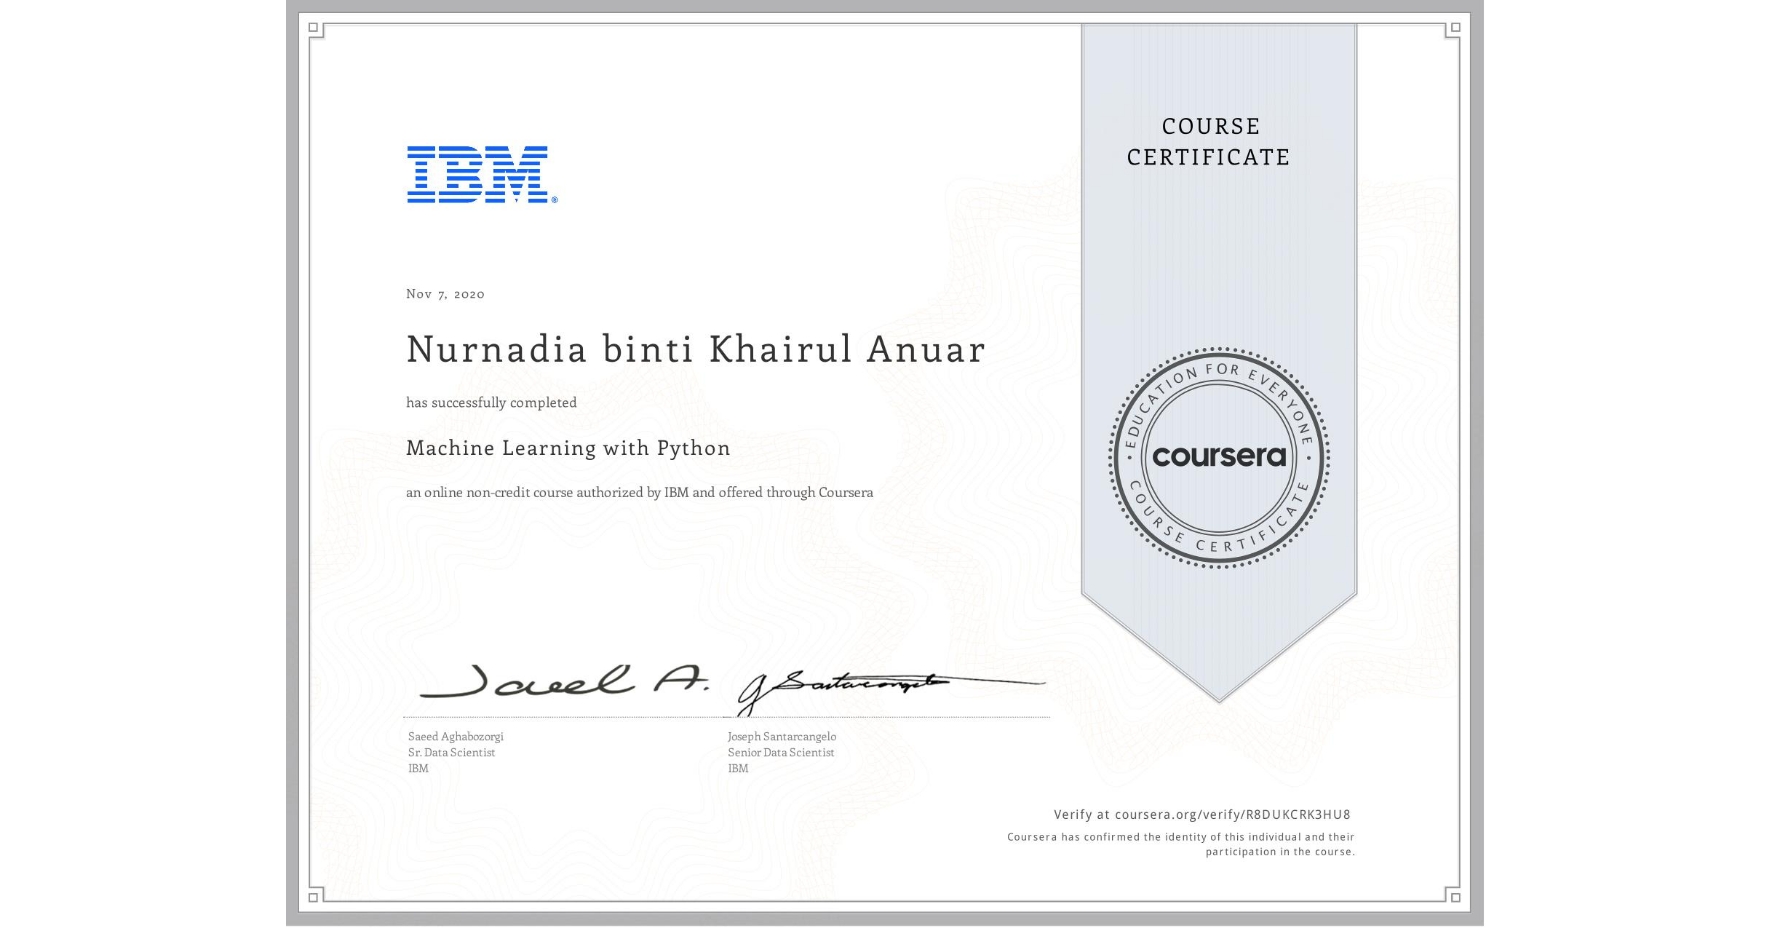 COURSE
CERTIFICATE
IBM®
Nov 7, 2020
Nurnadia binti Khairul Anuar
has successfully completed
Machine Learning with Python
an online non-credit course authorized by IBM and offered through Coursera
EDUCATION FOR EVERYONE
coursera
COURSE CERTIFICATE
Saeed A.
J Santarcangelo
Saeed Aghabozorgi
Sr. Data Scientist
IBM
Joseph Santarcangelo
Senior Data Scientist
IBM
Verify at coursera.org/verify/R8DUKCRK3HU8
Coursera has confirmed the identity of this individual and their
participation in the course.